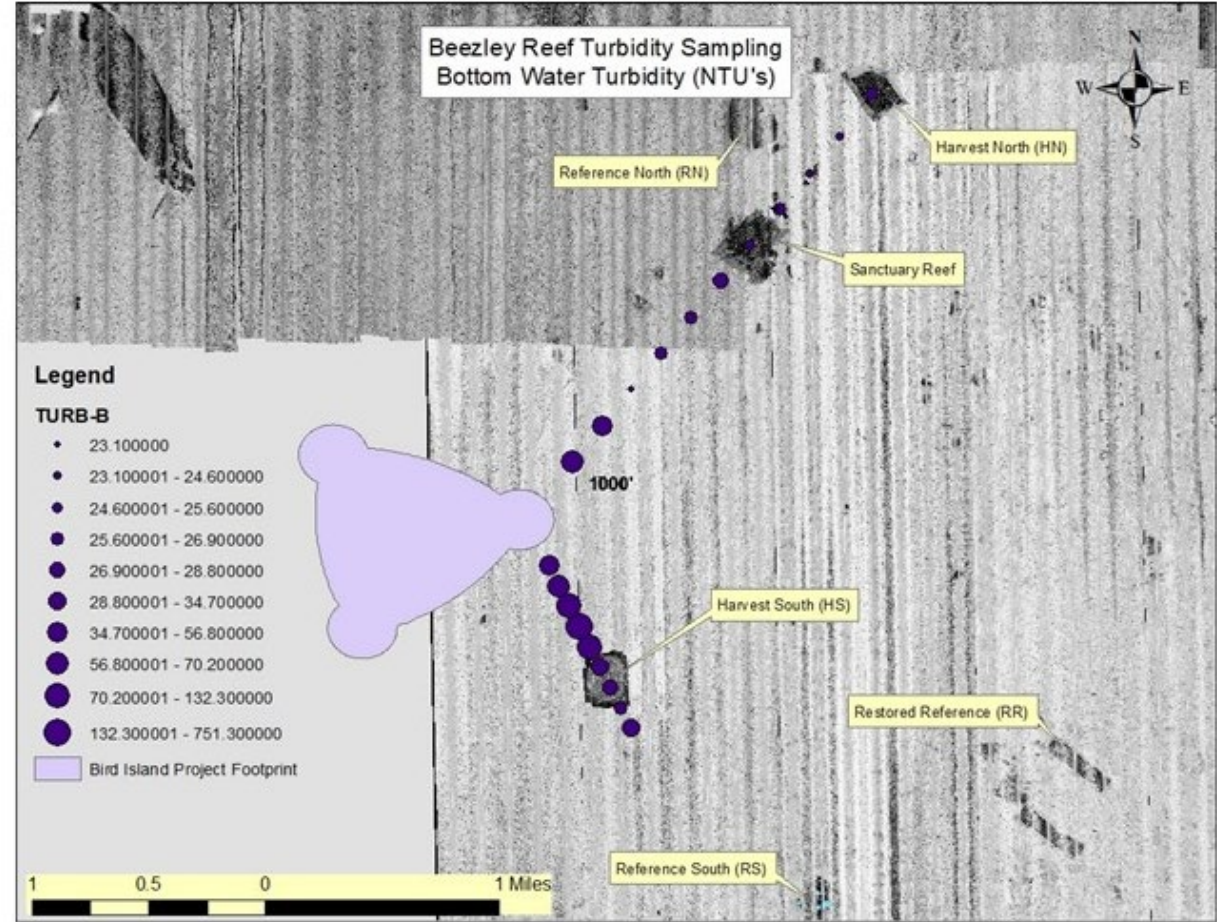 Beezley Reef Turbidity Sampling
Bottom Water Turbidity (NTU's)
N
W E
S
Harvest North (HN)
Reference North (RN)
Sanctuary Reef
Legend
TURB-B
23.100000
23.100001 - 24.600000
24.600001 - 25.600000
25.600001 - 26.900000
26.900001 - 28.800000
28.800001 - 34.700000
34.700001 - 56.800000
56.800001 - 70.200000
70.200001 - 132.300000
132.300001 - 751.300000
Bird Island Project Footprint
1000'
Harvest South (HS)
Restored Reference (RR)
Reference South (RS)
1 0.5 0 1 Miles